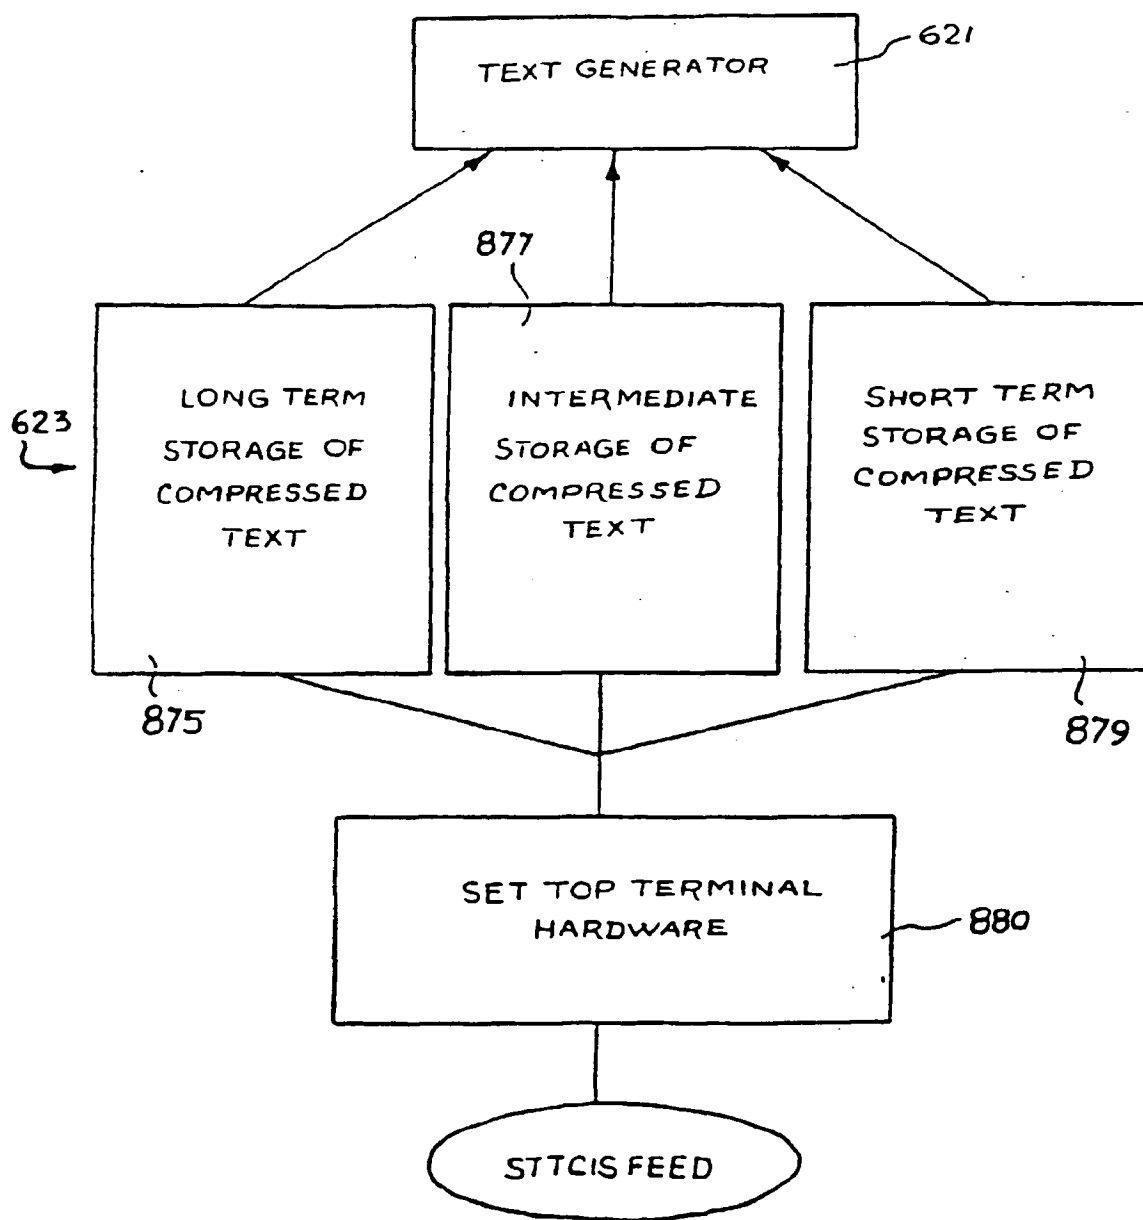 TEXT GENERATOR
621
877
623
LONG TERM
STORAGE OF
COMPRESSED
TEXT
INTERMEDIATE
STORAGE OF
COMPRESSED
TEXT
SHORT TERM
STORAGE OF
COMPRESSED
TEXT
875
879
SET TOP TERMINAL
HARDWARE
880
STTCIS FEED